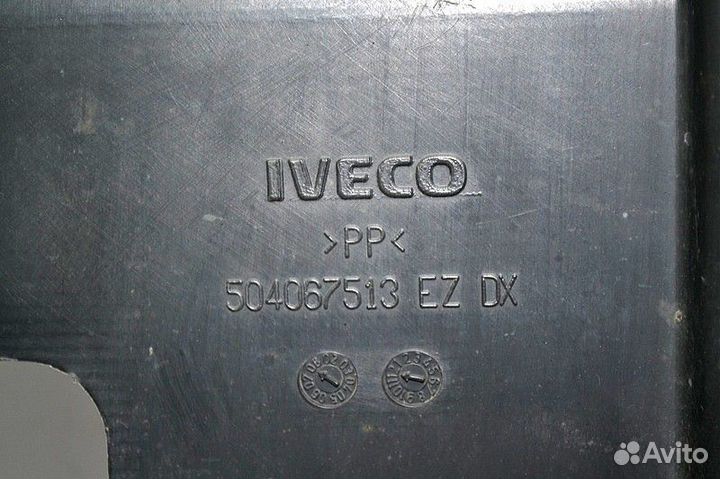 IVECO
>PP<
504067513 EZ DX
Avito